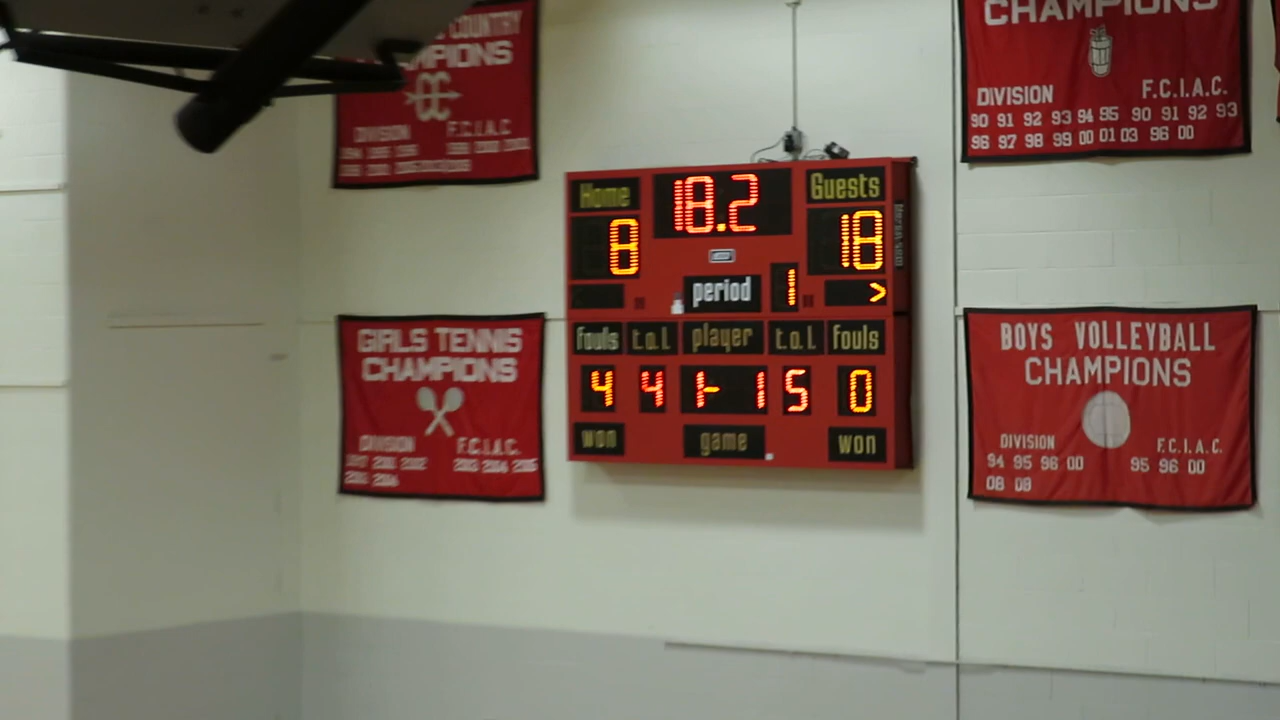 COUNTRY
CHAMPIONS
DIVISION F.C.I.A.C.
CHAMPIONS
DIVISION F.C.I.A.C.
90 91 92 93 94 95 90 91 92 93
96 97 98 99 00 01 03 96 00
Home 18.2 Guests
8 18
period 1 >
fouls t.o.l player t.o.l fouls
4 4 1 5 0
won game won
GIRLS TENNIS
CHAMPIONS
DIVISION F.C.I.A.C.
BOYS VOLLEYBALL
CHAMPIONS
DIVISION F.C.I.A.C.
94 95 96 00 95 96 00
08 09